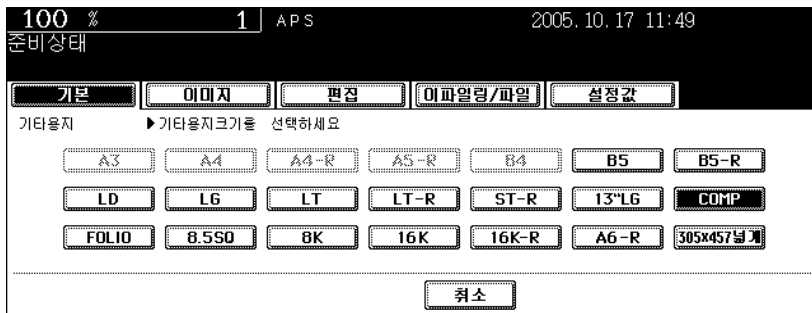 100 % 1 APS 2005.10.17 11:49
준비상태
기본 이미지 편집 이파일링/파일 설정값
기타용지 ▶기타용지크기를 선택하세요
A3 A4 A4-R A5-R B4 B5 B5-R
LD LG LT LT-R ST-R 13"LG COMP
FOLIO 8.5SQ 8K 16K 16K-R A6-R 305x457넓게
취소